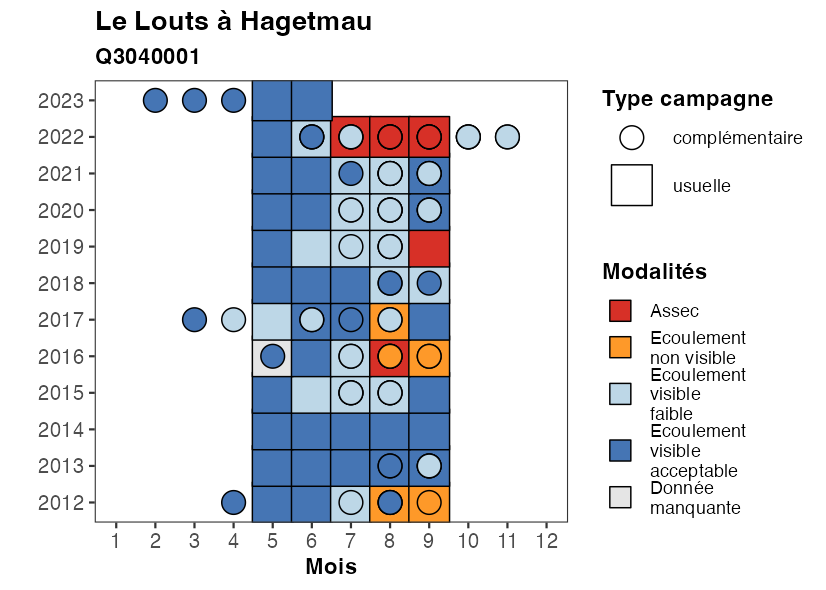 Le Louts à Hagetmau
Q3040001
2023
2022
2021
2020
2019
2018
2017
2016
2015
2014
2013
2012
1 2 3 4 5 6 7 8 9 10 11 12
Mois
Type campagne
complémentaire
usuelle
Modalités
Assec
Ecoulement
non visible
Ecoulement
visible
faible
Ecoulement
visible
acceptable
Donnée
manquante